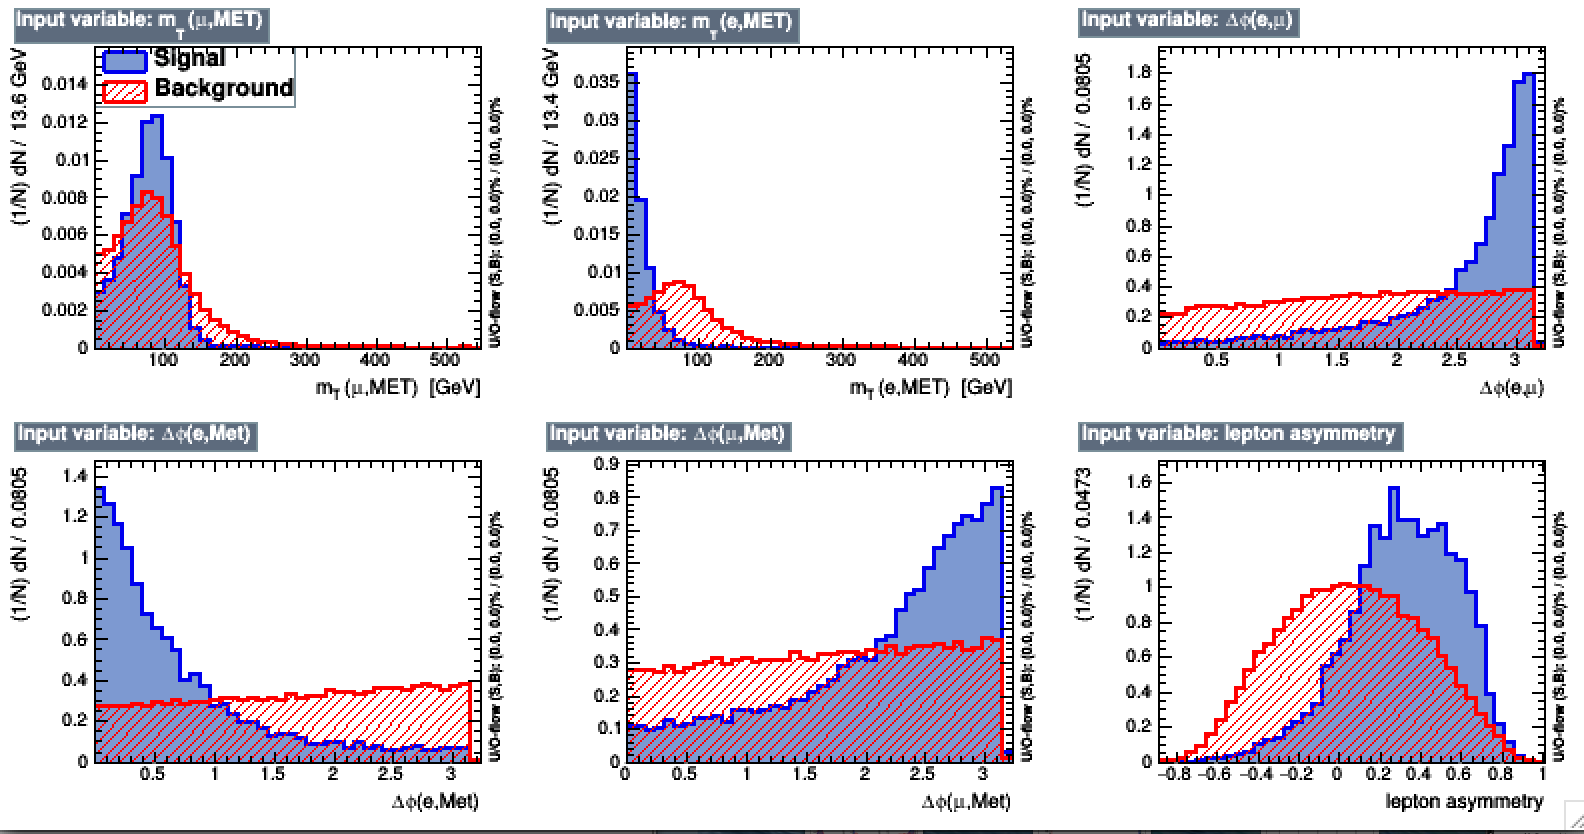 Input variable: m_T (μ,MET)
Signal
Background
(1/N) dN / 13.6 GeV
0.014
0.012
0.01
0.008
0.006
0.004
0.002
0
100 200 300 400 500
m_T (μ,MET) [GeV]
U/O-flow (S,B): (0.0, 0.0)% / (0.0, 0.0)%
Input variable: m_T (e,MET)
(1/N) dN / 13.4 GeV
0.035
0.03
0.025
0.02
0.015
0.01
0.005
0
100 200 300 400 500
m_T (e,MET) [GeV]
U/O-flow (S,B): (0.0, 0.0)% / (0.0, 0.0)%
Input variable: Δϕ(e,μ)
(1/N) dN / 0.0805
1.8
1.6
1.4
1.2
1
0.8
0.6
0.4
0.2
0
0.5 1 1.5 2 2.5 3
Δϕ(e,μ)
U/O-flow (S,B): (0.0, 0.0)% / (0.0, 0.0)%
Input variable: Δϕ(e,Met)
(1/N) dN / 0.0805
1.4
1.2
1
0.8
0.6
0.4
0.2
0
0.5 1 1.5 2 2.5 3
Δϕ(e,Met)
U/O-flow (S,B): (0.0, 0.0)% / (0.0, 0.0)%
Input variable: Δϕ(μ,Met)
(1/N) dN / 0.0805
0.9
0.8
0.7
0.6
0.5
0.4
0.3
0.2
0.1
0
0 0.5 1 1.5 2 2.5 3
Δϕ(μ,Met)
U/O-flow (S,B): (0.0, 0.0)% / (0.0, 0.0)%
Input variable: lepton asymmetry
(1/N) dN / 0.0473
1.6
1.4
1.2
1
0.8
0.6
0.4
0.2
0
-0.8 -0.6 -0.4 -0.2 0 0.2 0.4 0.6 0.8 1
lepton asymmetry
U/O-flow (S,B): (0.0, 0.0)% / (0.0, 0.0)%